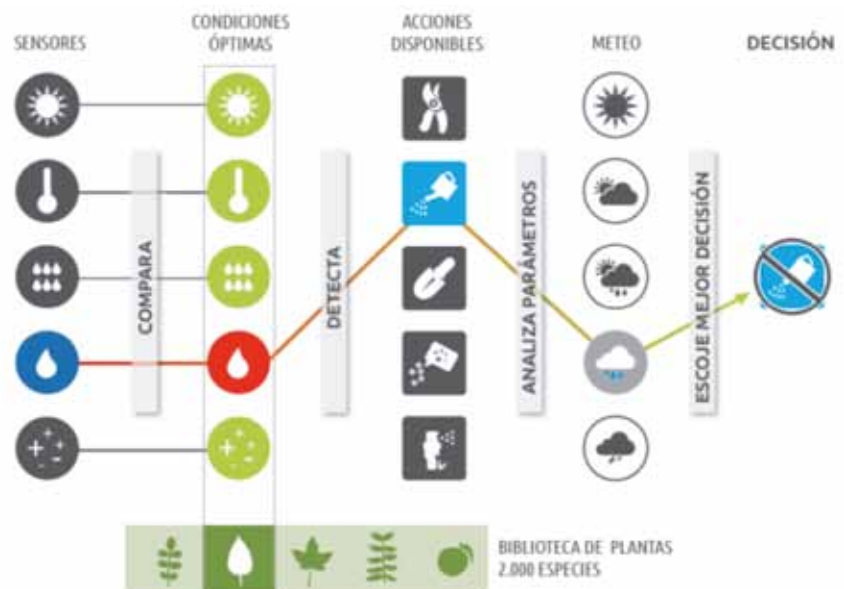 SENSORES
CONDICIONES
ÓPTIMAS
ACCIONES
DISPONIBLES
METEO
DECISIÓN
COMPARA
DETECTA
ANALIZA PARÁMETROS
ESCOJE MEJOR DECISIÓN
BIBLIOTECA DE PLANTAS
2.000 ESPECIES